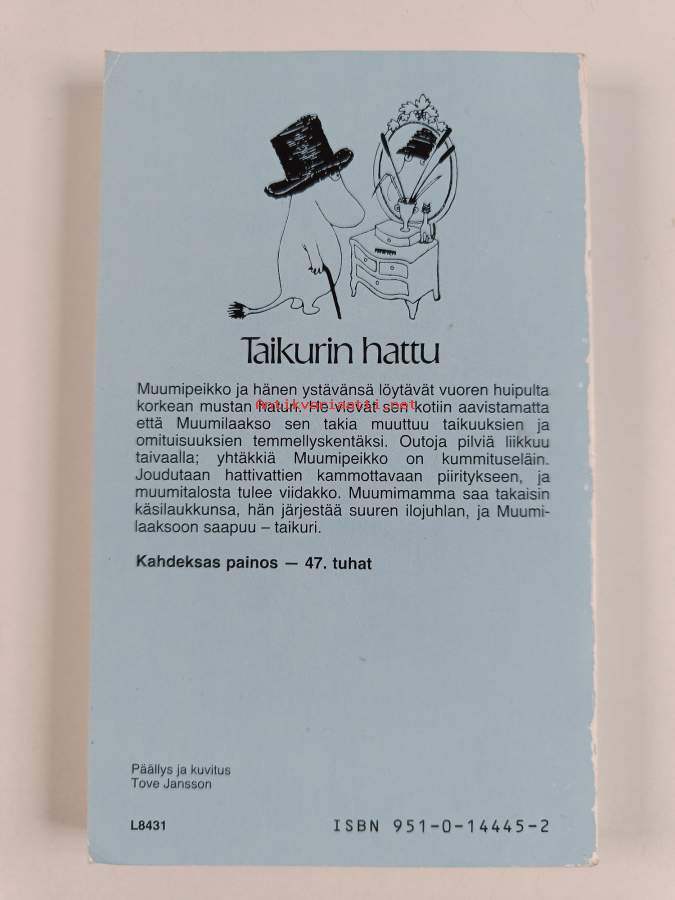 Taikurin hattu
Muumipeikko ja hänen ystävänsä löytävät vuoren huipulta
korkean mustan hatun. He vievät sen kotiin aavistamatta
Antikvariaatti.net
että Muumilaakso sen takia muuttuu taikuuksien ja
omituisuuksien temmellyskentäksi. Outoja pilviä liikkuu
taivaalla; yhtäkkiä Muumipeikko on kummituseläin.
Joudutaan hattivattien kammottavaan piiritykseen, ja
muumitalosta tulee viidakko. Muumimamma saa takaisin
käsilaukkunsa, hän järjestää suuren ilojuhlan, ja Muumi-
laaksoon saapuu – taikuri.
Kahdeksas painos — 47. tuhat
Päällys ja kuvitus
Tove Jansson
L8431
ISBN 951-0-14445-2